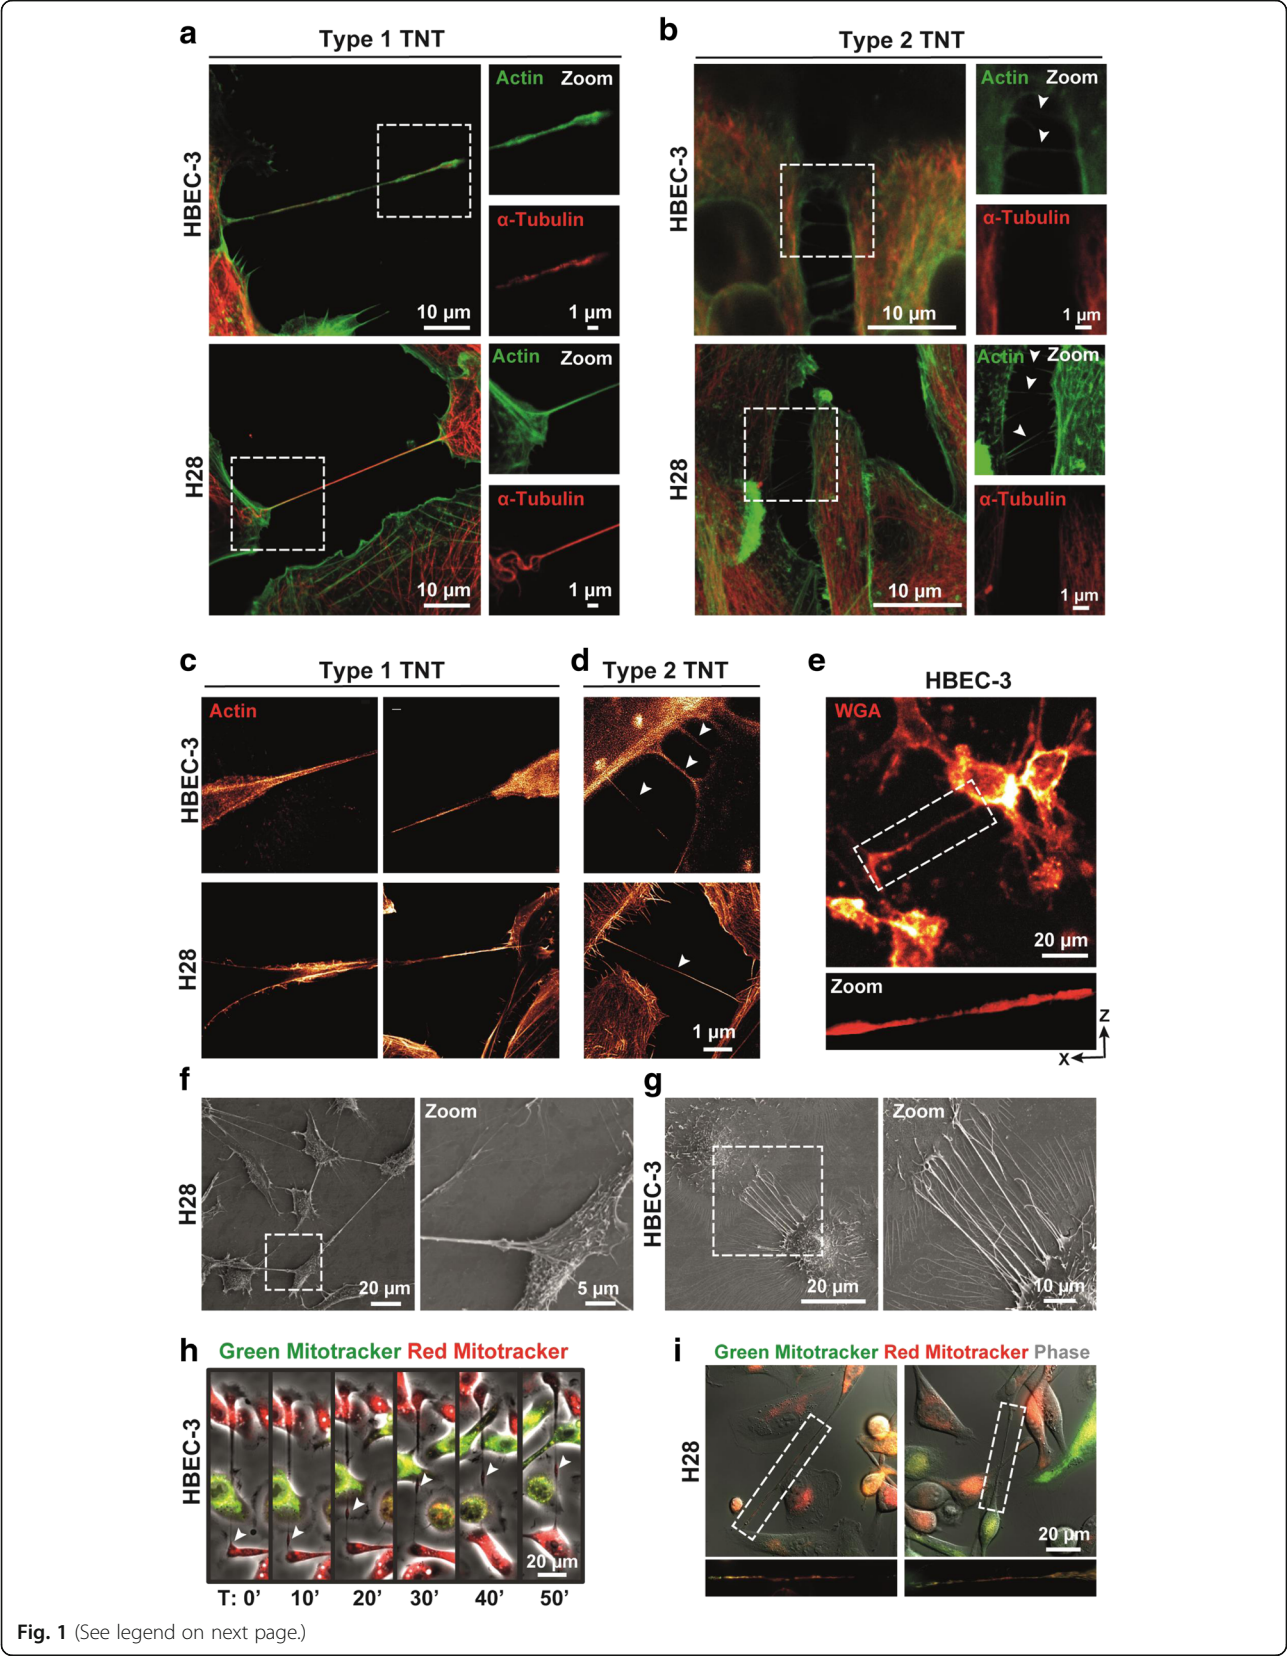 a
Type 1 TNT
HBEC-3
Actin Zoom
α-Tubulin
10 µm
1 µm
H28
Actin Zoom
α-Tubulin
10 µm
1 µm
b
Type 2 TNT
HBEC-3
Actin Zoom
α-Tubulin
10 µm
1 µm
H28
Actin Zoom
α-Tubulin
10 µm
1 µm
c
Type 1 TNT
HBEC-3
Actin
H28
d
Type 2 TNT
1 µm
e
HBEC-3
WGA
20 µm
Zoom
Z
X
f
H28
20 µm
Zoom
5 µm
g
HBEC-3
20 µm
Zoom
10 µm
h
Green Mitotracker Red Mitotracker
HBEC-3
20 µm
T: 0’ 10’ 20’ 30’ 40’ 50’
i
Green Mitotracker Red Mitotracker Phase
H28
20 µm
Fig. 1 (See legend on next page.)